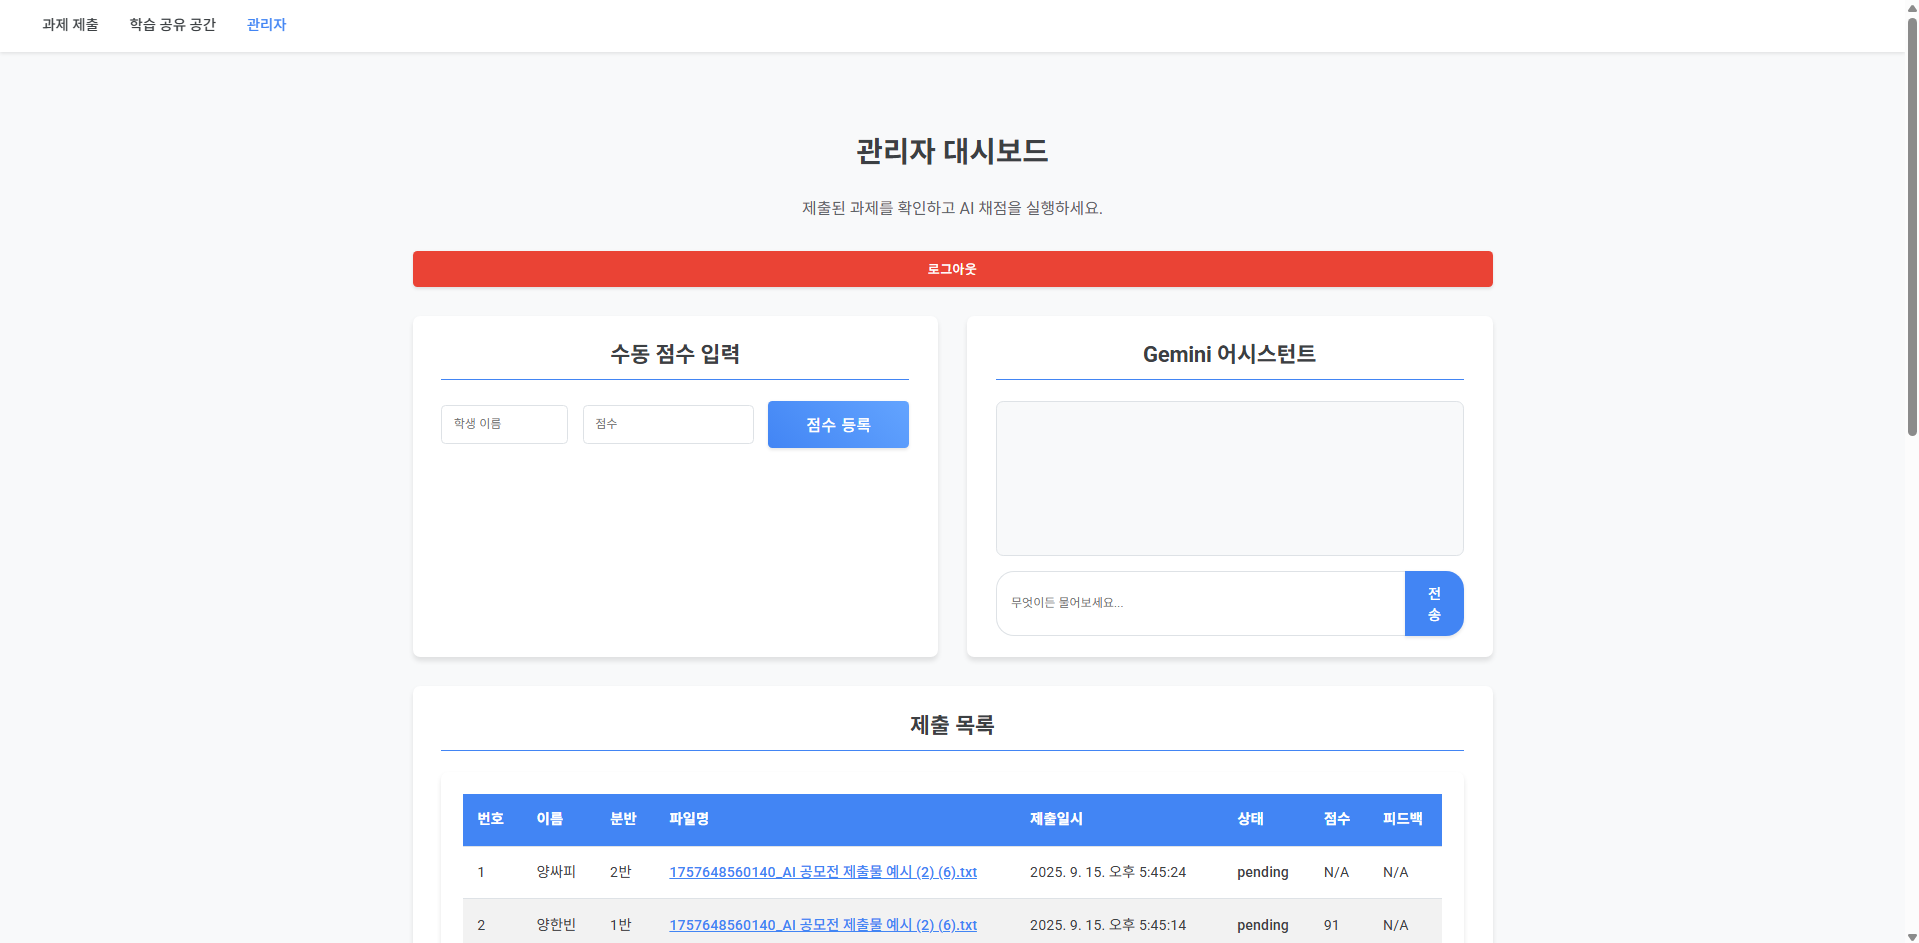 과제 제출 학습 공유 공간 관리자
관리자 대시보드
제출된 과제를 확인하고 AI 채점을 실행하세요.
로그아웃
수동 점수 입력
학생 이름 점수 점수 등록
Gemini 어시스턴트
무엇이든 물어보세요...
전
송
제출 목록
번호 이름 분반 파일명 제출일시 상태 점수 피드백
1 양싸피 2반 1757648560140_AI 공모전 제출물 예시 (2) (6).txt 2025. 9. 15. 오후 5:45:24 pending N/A N/A
2 양한빈 1반 1757648560140_AI 공모전 제출물 예시 (2) (6).txt 2025. 9. 15. 오후 5:45:14 pending 91 N/A